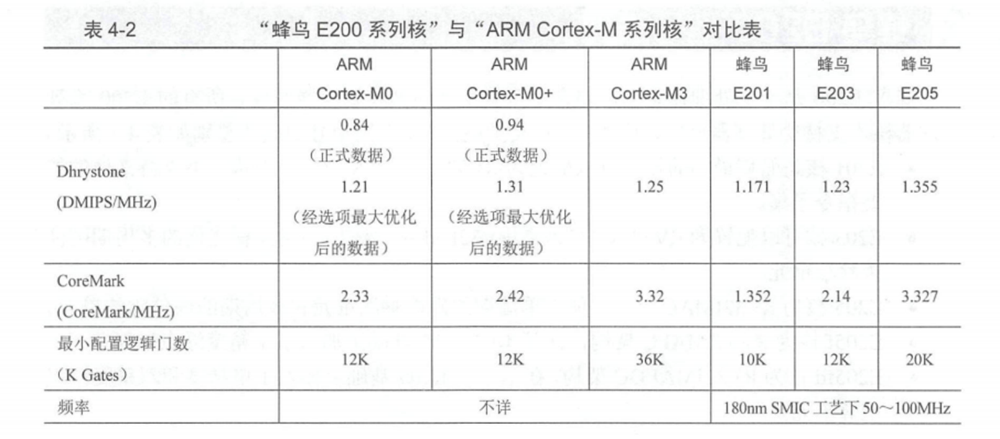 表 4-2 “蜂鸟 E200 系列核”与“ARM Cortex-M 系列核”对比表
ARM ARM ARM 蜂鸟 蜂鸟 蜂鸟
Cortex-M0 Cortex-M0+ Cortex-M3 E201 E203 E205
0.84 0.94
（正式数据） （正式数据）
Dhrystone
1.21 1.31 1.25 1.171 1.23 1.355
(DMIPS/MHz)
（经选项最大优化 （经选项最大优化
后的数据） 后的数据）
CoreMark
2.33 2.42 3.32 1.352 2.14 3.327
(CoreMark/MHz)
最小配置逻辑门数
12K 12K 36K 10K 12K 20K
（K Gates）
频率 不详 180nm SMIC 工艺下 50～100MHz